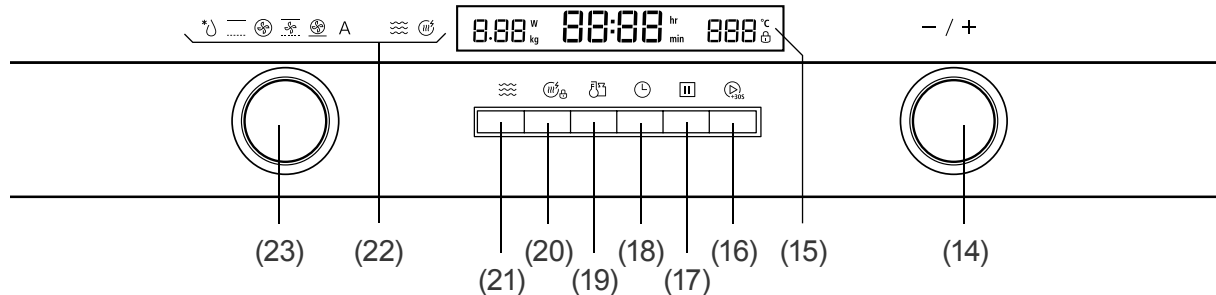 A 8.88 W kg 88:88 hr min 888 °C − / +
+30S
(23) (22) (20) (18) (16) (15) (14)
(21) (19) (17)